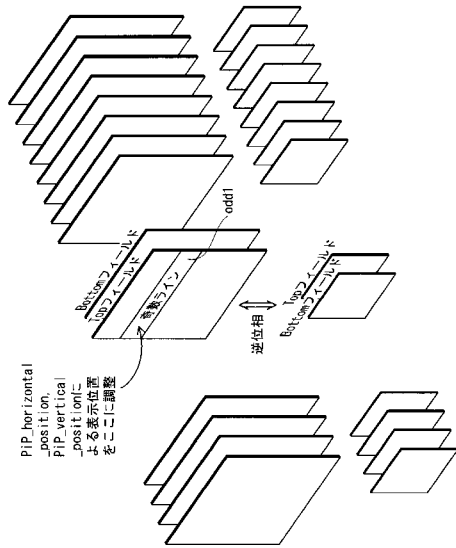 PiP_horizontal
_position,
PiP_vertical
_positionに
よる表示位置
をここに調整
Bottomフィールド
Topフィールド
奇数ライン
odd1
逆位相
Topフィールド
Bottomフィールド